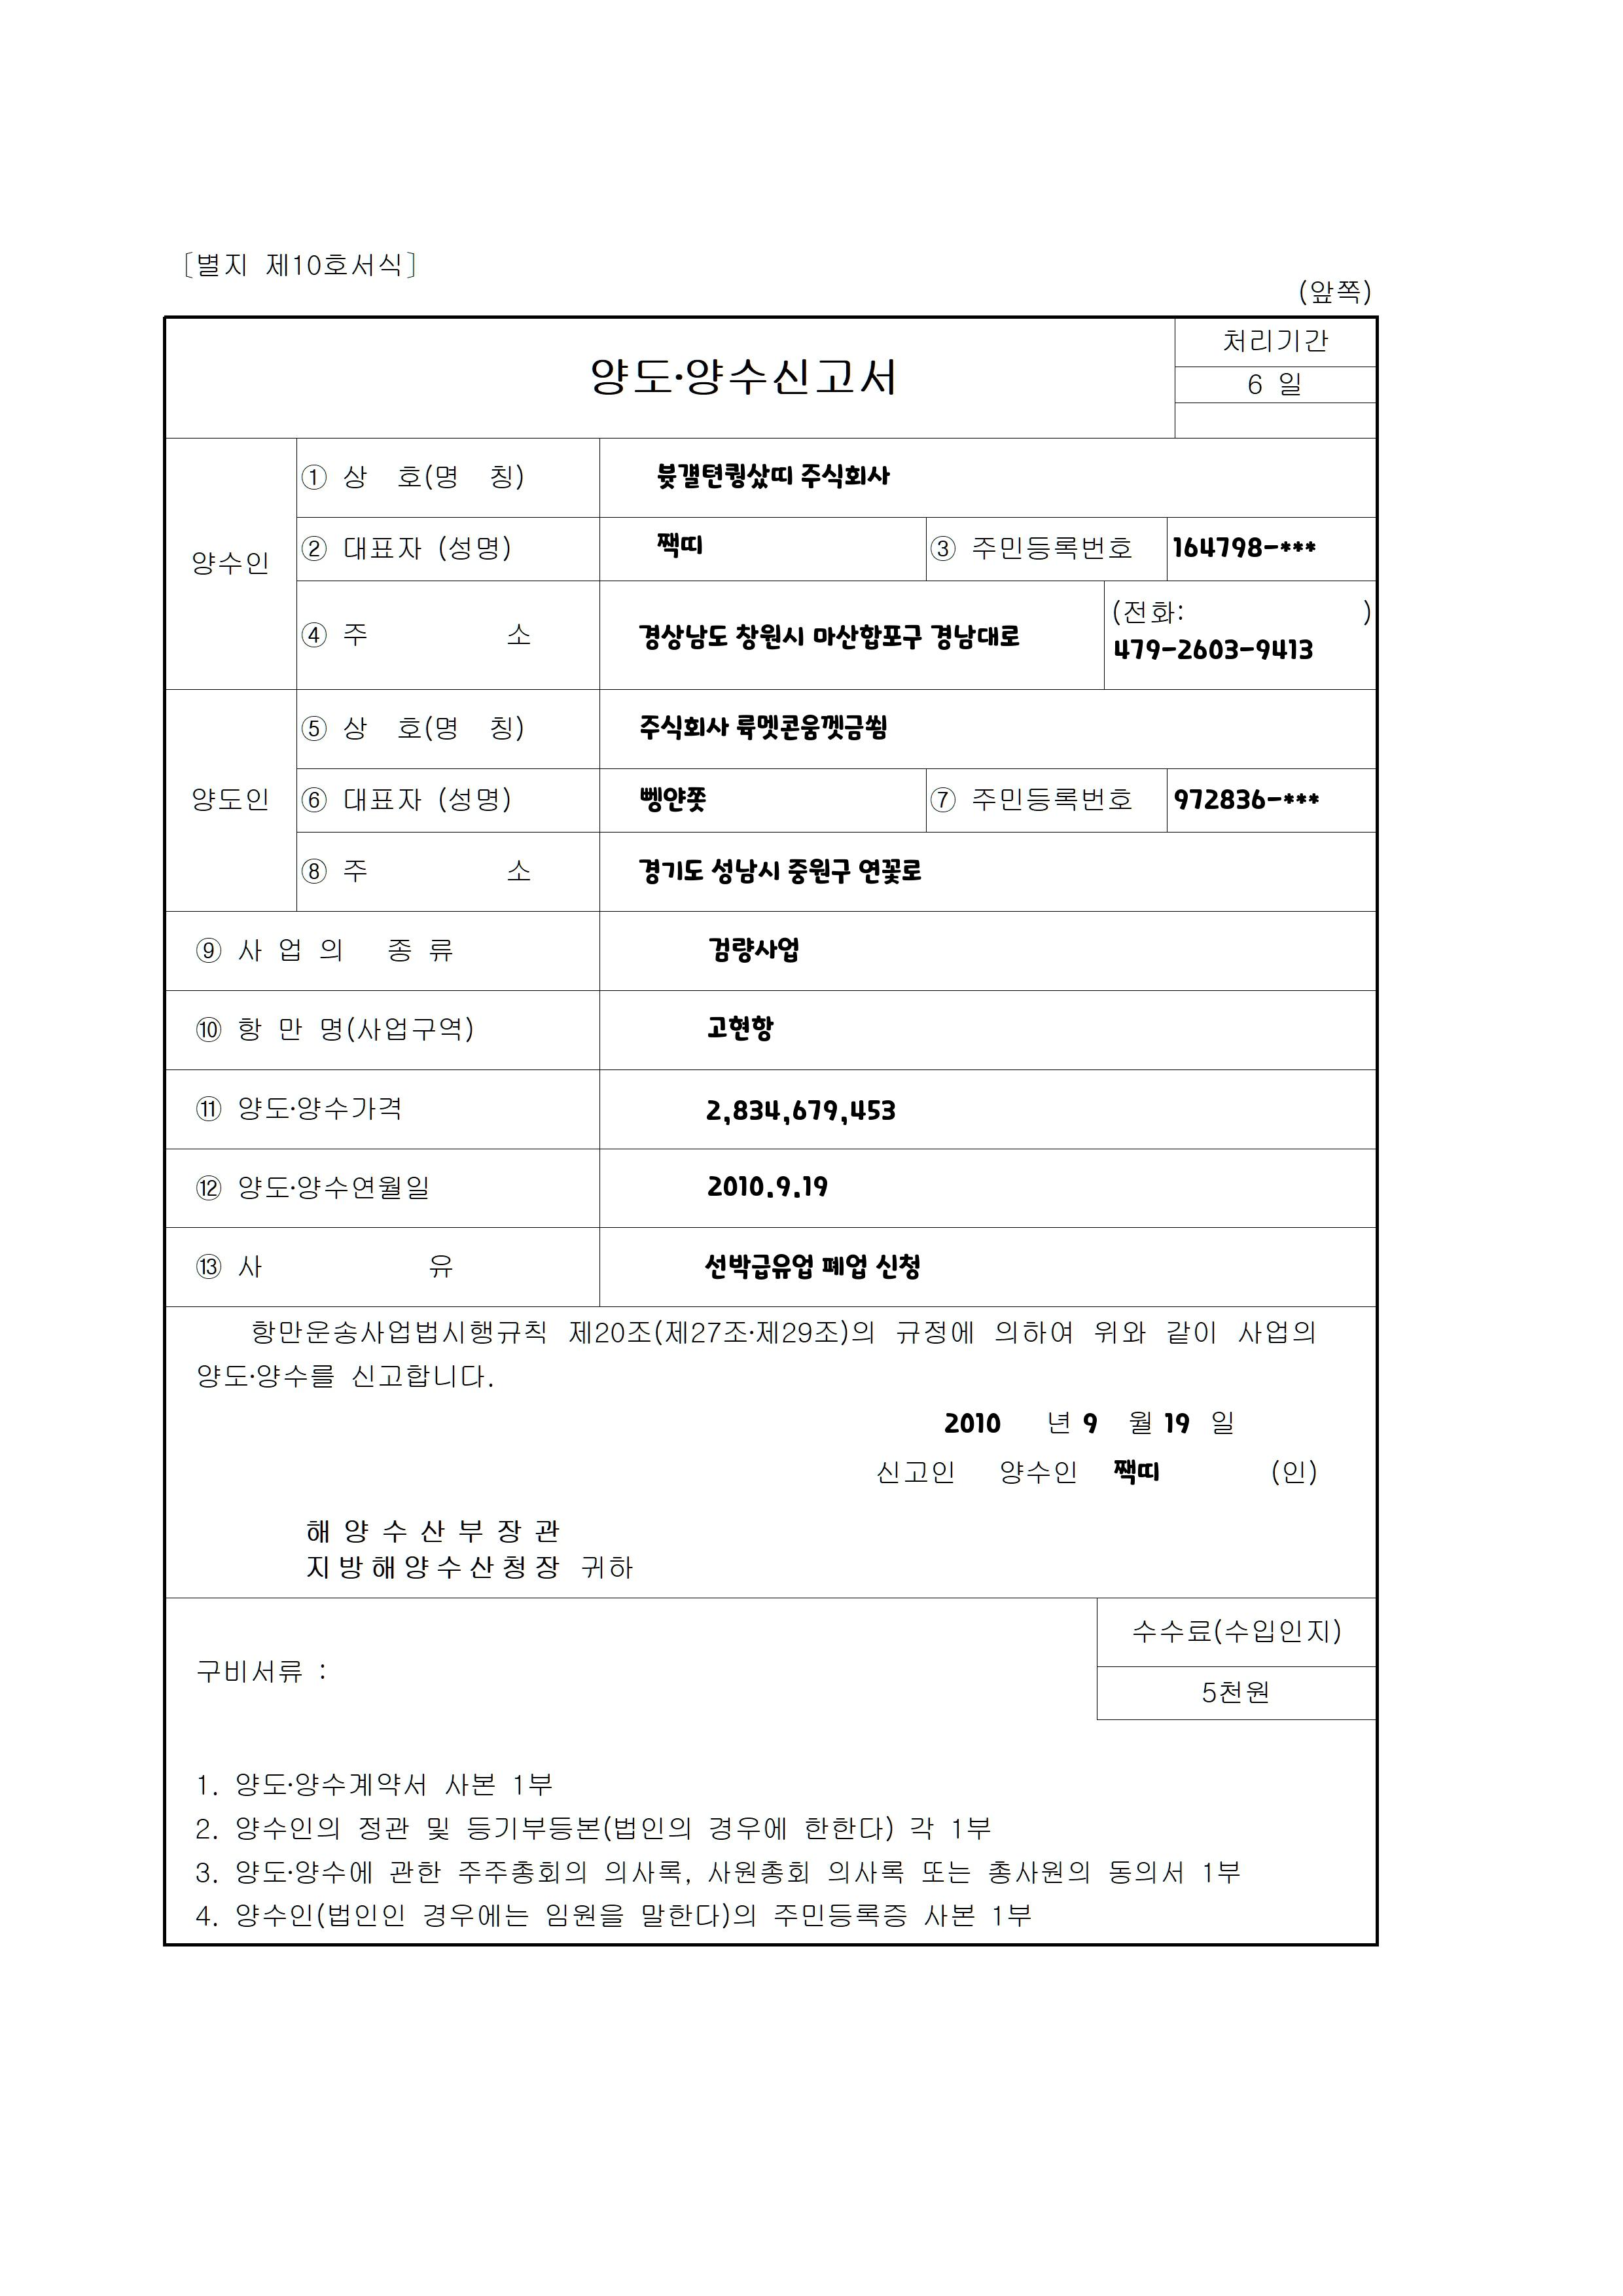 [별지 제10호서식]
(앞쪽)
양도·양수신고서
처리기간
6 일
양수인
① 상 호(명 칭)
주식회사
② 대표자 (성명)
짹띠
③ 주민등록번호
164798-***
④ 주 소
경상남도 창원시 마산합포구 경남대로
(전화: )
479-2603-9413
양도인
⑤ 상 호(명 칭)
주식회사
⑥ 대표자 (성명)
뻉얀쫏
⑦ 주민등록번호
972836-***
⑧ 주 소
경기도 성남시 중원구 연꽃로
⑨ 사 업 의 종 류
검량사업
⑩ 항 만 명(사업구역)
고현항
⑪ 양도·양수가격
2,834,679,453
⑫ 양도·양수연월일
2010.9.19
⑬ 사 유
선박급유업 폐업 신청
항만운송사업법시행규칙 제20조(제27조·제29조)의 규정에 의하여 위와 같이 사업의
양도·양수를 신고합니다.
2010 년 9 월 19 일
신고인 양수인 짹띠 (인)
해 양 수 산 부 장 관
지 방 해 양 수 산 청 장 귀하
구비서류 :
수수료(수입인지)
5천원
1. 양도·양수계약서 사본 1부
2. 양수인의 정관 및 등기부등본(법인의 경우에 한한다) 각 1부
3. 양도·양수에 관한 주주총회의 의사록, 사원총회 의사록 또는 총사원의 동의서 1부
4. 양수인(법인인 경우에는 임원을 말한다)의 주민등록증 사본 1부